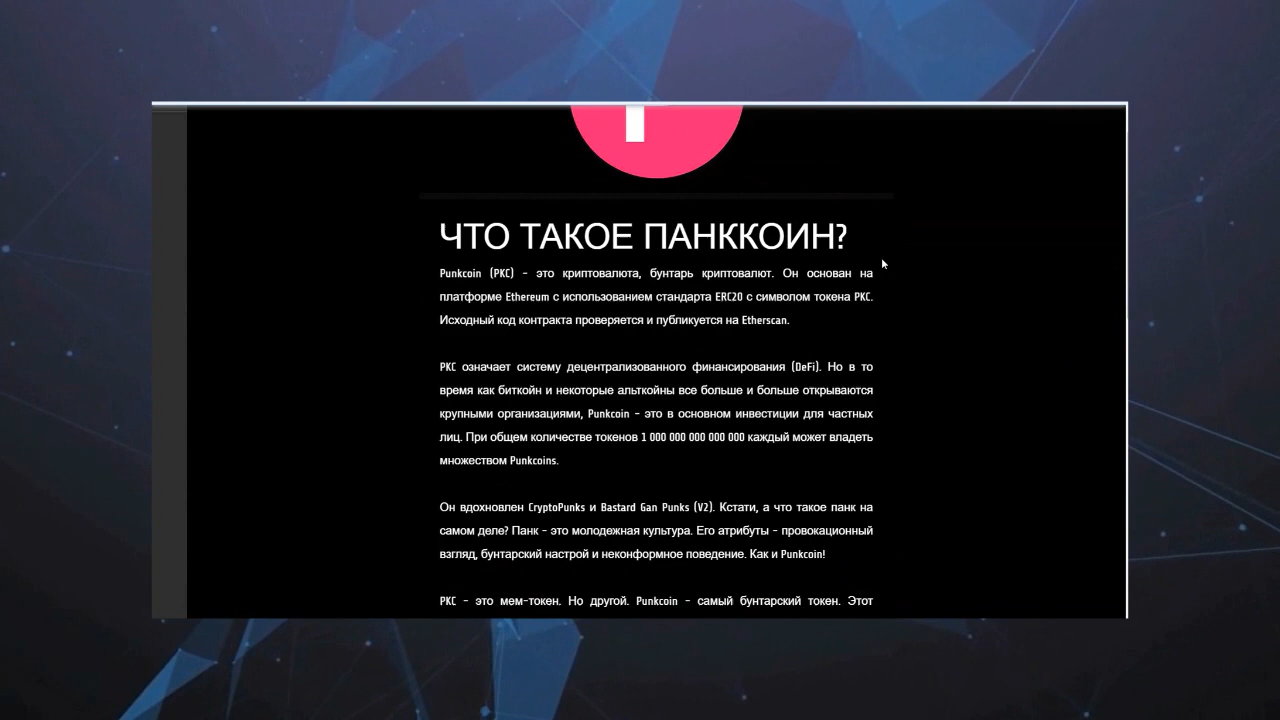 ЧТО ТАКОЕ ПАНККОИН?
Punkcoin (PKC) - это криптовалюта, бунтарь криптовалют. Он основан на
платформе Ethereum с использованием стандарта ERC20 с символом токена PKC.
Исходный код контракта проверяется и публикуется на Etherscan.
PKC означает систему децентрализованного финансирования (DeFi). Но в то
время как биткойн и некоторые альткойны все больше и больше открываются
крупными организациями, Punkcoin - это в основном инвестиции для частных
лиц. При общем количестве токенов 1 000 000 000 000 000 каждый может владеть
множеством Punkcoins.
Он вдохновлен CryptoPunks и Bastard Gan Punks (V2). Кстати, а что такое панк на
самом деле? Панк - это молодежная культура. Его атрибуты - провокационный
взгляд, бунтарский настрой и неконформное поведение. Как и Punkcoin!
PKC - это мем-токен. Но другой. Punkcoin - самый бунтарский токен. Этот